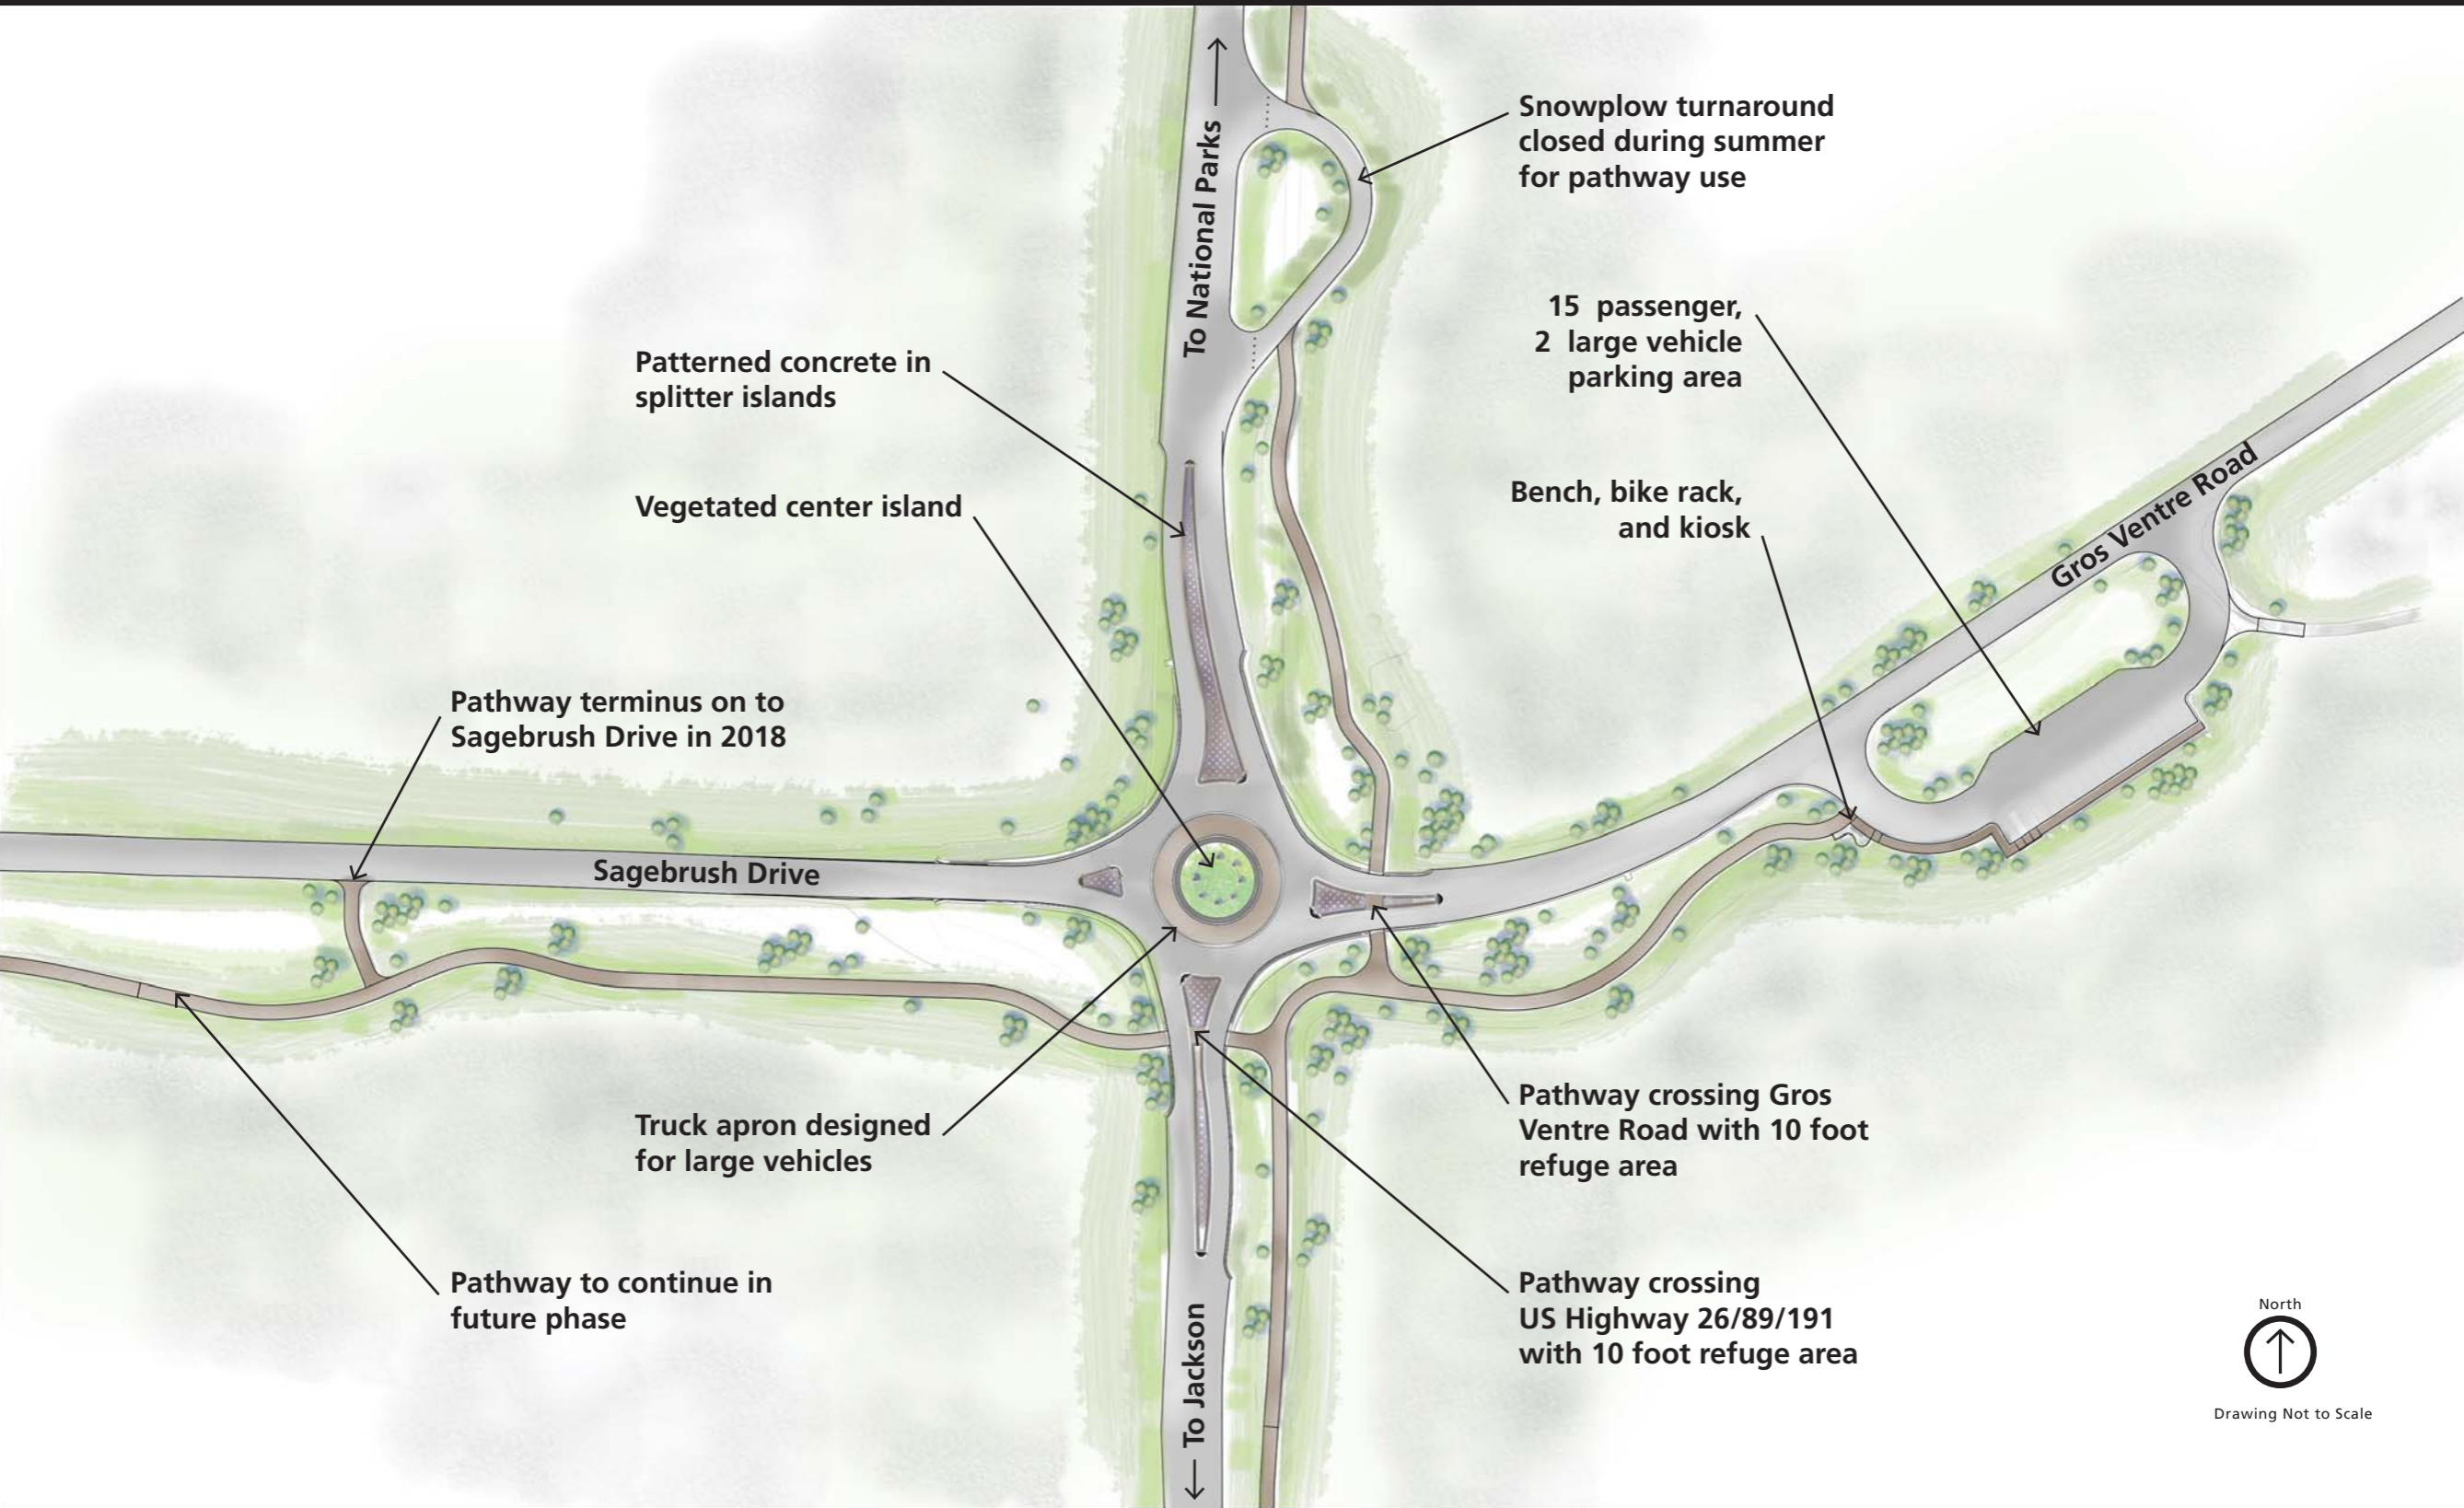 To National Parks
Snowplow turnaround
closed during summer
for pathway use
15 passenger,
2 large vehicle
parking area
Patterned concrete in
splitter islands
Vegetated center island
Bench, bike rack,
and kiosk
Gros Ventre Road
Pathway terminus on to
Sagebrush Drive in 2018
Sagebrush Drive
Truck apron designed
for large vehicles
Pathway crossing Gros
Ventre Road with 10 foot
refuge area
Pathway to continue in
future phase
Pathway crossing
US Highway 26/89/191
with 10 foot refuge area
To Jackson
North
Drawing Not to Scale